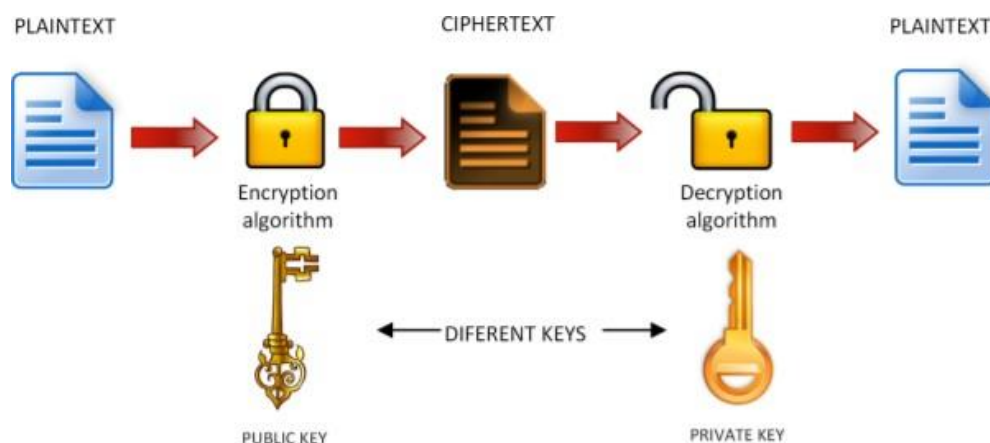 PLAINTEXT
CIPHERTEXT
PLAINTEXT
Encryption
algorithm
Decryption
algorithm
DIFERENT KEYS
PUBLIC KEY
PRIVATE KEY